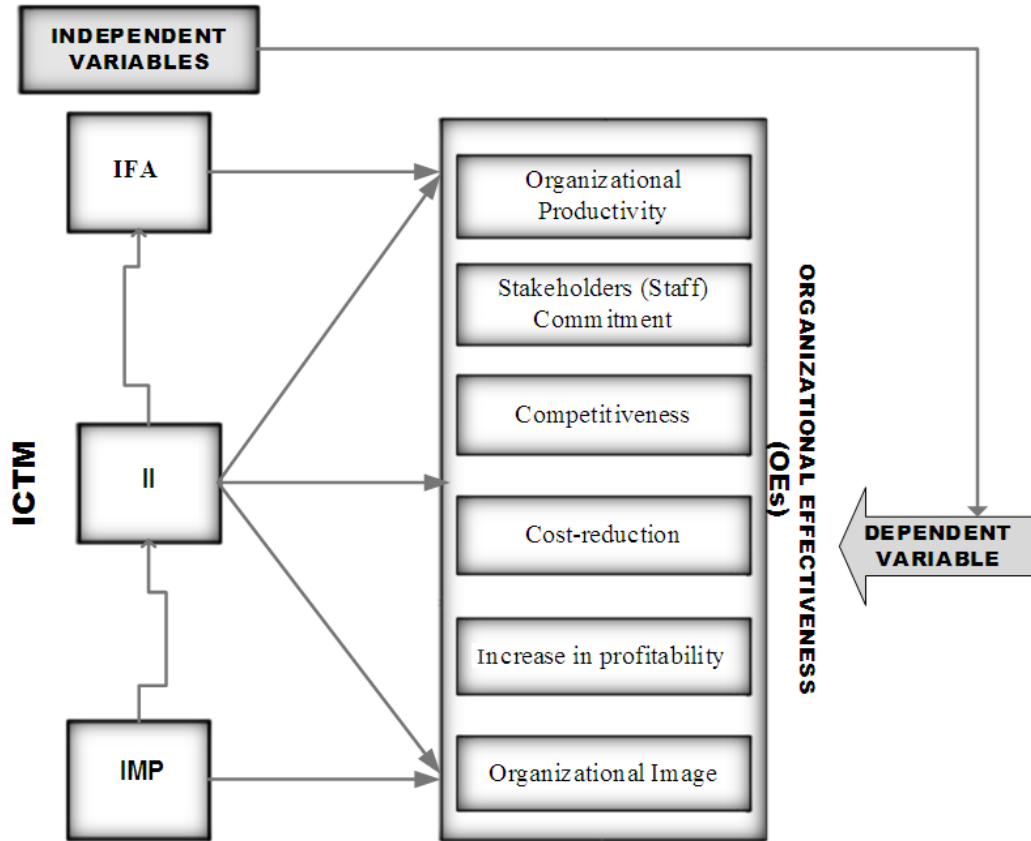 INDEPENDENT
VARIABLES
IFA
II
IMP
ICTM
Organizational
Productivity
Stakeholders (Staff)
Commitment
Competitiveness
Cost-reduction
Increase in profitability
Organizational Image
ORGANIZATIONAL EFFECTIVENESS
(OEs)
DEPENDENT
VARIABLE